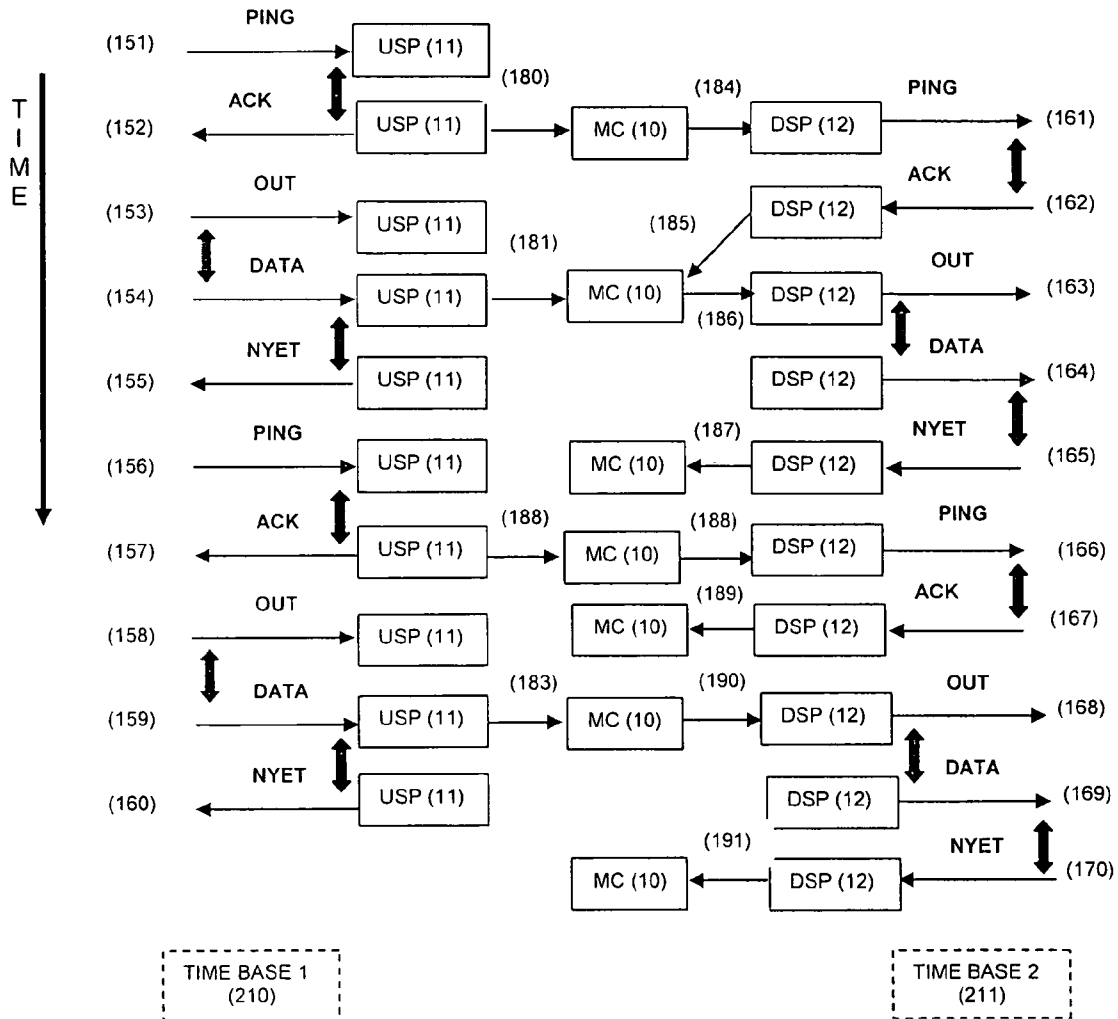 PING
(151) USP (11)
(180) (184) PING
ACK
(152) USP (11) MC (10) DSP (12) (161)
TIME
OUT ACK
(153) USP (11) (181) (185) DSP (12) (162)
DATA OUT
(154) USP (11) MC (10) (186) DSP (12) (163)
NYET DATA
(155) USP (11) DSP (12) (164)
PING (187) NYET
(156) USP (11) MC (10) DSP (12) (165)
ACK (188) (188) PING
(157) USP (11) MC (10) DSP (12) (166)
OUT (189) ACK
(158) USP (11) MC (10) DSP (12) (167)
DATA (183) (190) OUT
(159) USP (11) MC (10) DSP (12) (168)
NYET DATA
(160) USP (11) DSP (12) (169)
(191) NYET
MC (10) DSP (12) (170)
TIME BASE 1
(210)
TIME BASE 2
(211)